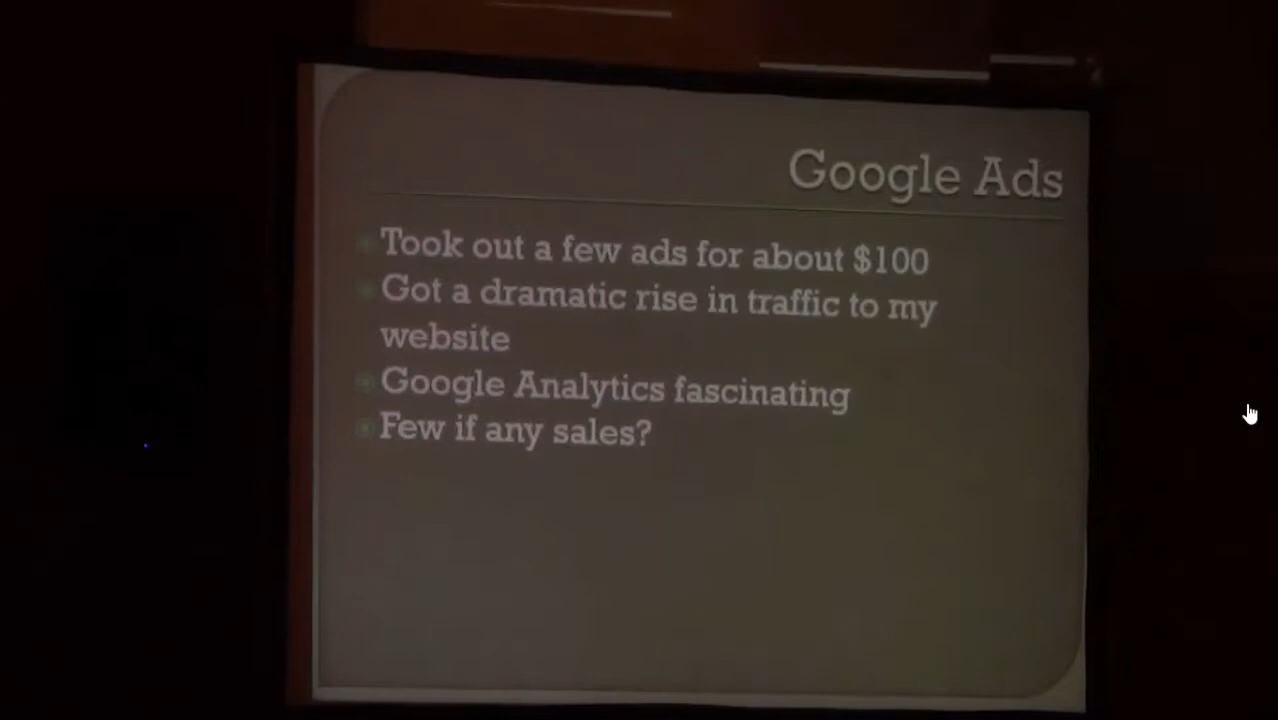 Google Ads
Took out a few ads for about $100
Got a dramatic rise in traffic to my
website
Google Analytics fascinating
Few if any sales?